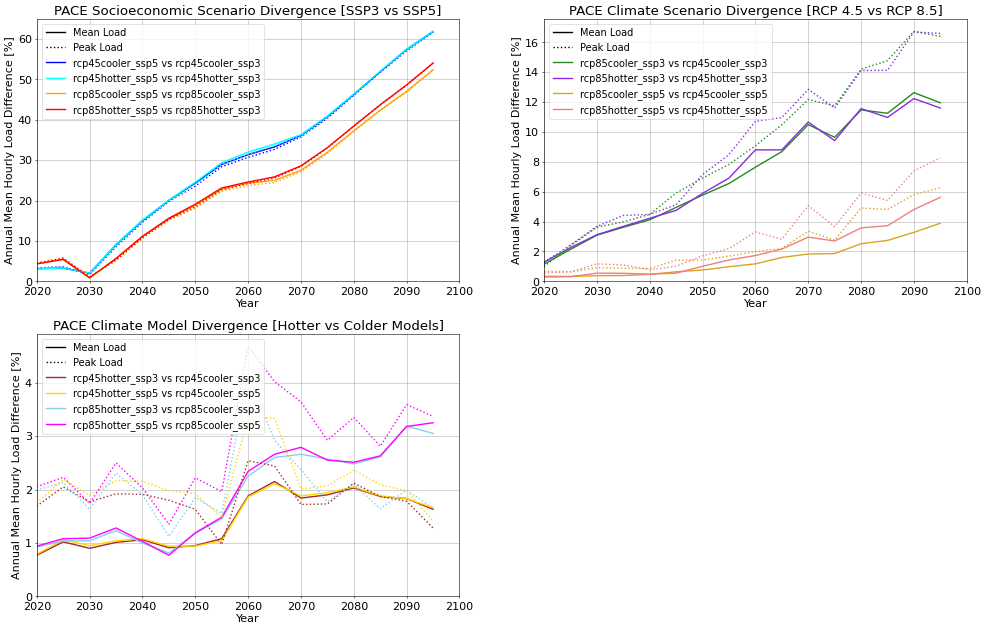 PACE Socioeconomic Scenario Divergence [SSP3 vs SSP5]
Annual Mean Hourly Load Difference [%]
60
50
40
30
20
10
0
Mean Load
Peak Load
rcp45cooler_ssp5 vs rcp45cooler_ssp3
rcp45hotter_ssp5 vs rcp45hotter_ssp3
rcp85cooler_ssp5 vs rcp85cooler_ssp3
rcp85hotter_ssp5 vs rcp85hotter_ssp3
2020 2030 2040 2050 2060 2070 2080 2090 2100
Year
PACE Climate Scenario Divergence [RCP 4.5 vs RCP 8.5]
Annual Mean Hourly Load Difference [%]
16
14
12
10
8
6
4
2
0
Mean Load
Peak Load
rcp85cooler_ssp3 vs rcp45cooler_ssp3
rcp85hotter_ssp3 vs rcp45hotter_ssp3
rcp85cooler_ssp5 vs rcp45cooler_ssp5
rcp85hotter_ssp5 vs rcp45hotter_ssp5
2020 2030 2040 2050 2060 2070 2080 2090 2100
Year
PACE Climate Model Divergence [Hotter vs Colder Models]
Annual Mean Hourly Load Difference [%]
4
3
2
1
0
Mean Load
Peak Load
rcp45hotter_ssp3 vs rcp45cooler_ssp3
rcp45hotter_ssp5 vs rcp45cooler_ssp5
rcp85hotter_ssp3 vs rcp85cooler_ssp3
rcp85hotter_ssp5 vs rcp85cooler_ssp5
2020 2030 2040 2050 2060 2070 2080 2090 2100
Year